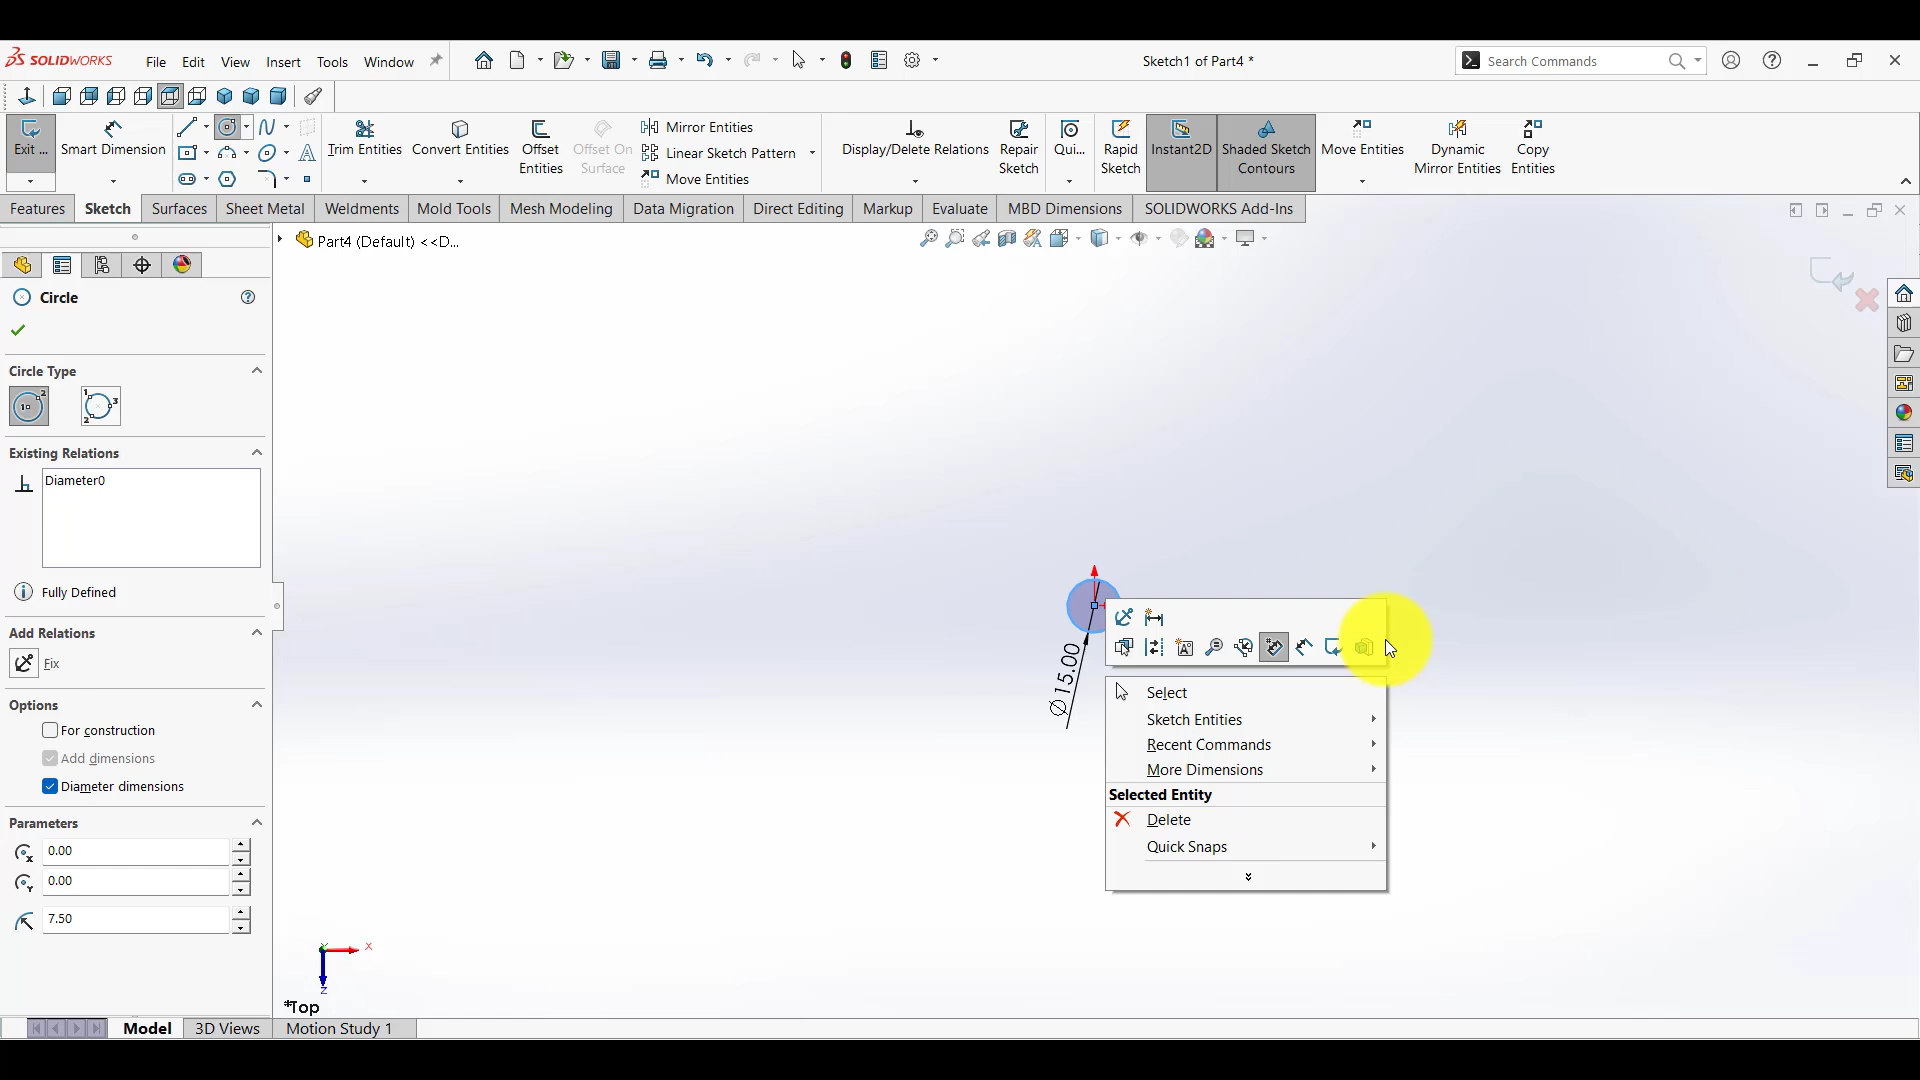 SOLIDWORKS
File Edit View Insert Tools Window
Sketch1 of Part4 *
Search Commands
Exit ...
Smart Dimension
Trim Entities
Convert Entities
Offset Entities
Offset On Surface
Mirror Entities
Linear Sketch Pattern
Move Entities
Display/Delete Relations
Repair Sketch
Qui...
Rapid Sketch
Instant2D
Shaded Sketch Contours
Move Entities
Dynamic Mirror Entities
Copy Entities
Features Sketch Surfaces Sheet Metal Weldments Mold Tools Mesh Modeling Data Migration Direct Editing Markup Evaluate MBD Dimensions SOLIDWORKS Add-Ins
Part4 (Default) <<D...
Circle
Circle Type
Existing Relations
Diameter0
Fully Defined
Add Relations
Fix
Options
For construction
Add dimensions
Diameter dimensions
Parameters
0.00
0.00
7.50
∅15.00
Select
Sketch Entities
Recent Commands
More Dimensions
Selected Entity
Delete
Quick Snaps
X
Y
Z
*Top
Model 3D Views Motion Study 1